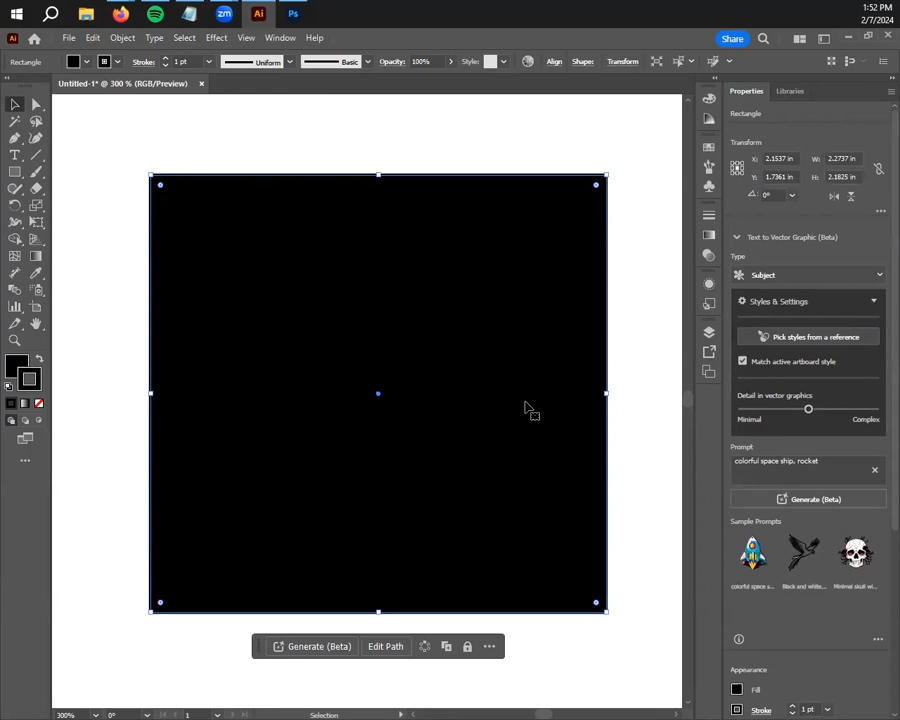 Ai
Ps
1:52 PM
2/7/2024
Ai
File Edit Object Type Select Effect View Window Help
Share
Rectangle
Stroke: 1 pt
Uniform
Basic
Opacity: 100%
Style:
Align
Shapes:
Transform
Untitled-1* @ 300 % (RGB/Preview)
Properties
Libraries
Rectangle
Transform
X: 2.1537 in W: 2.2737 in
Y: 1.7361 in H: 2.1825 in
0°
Text to Vector Graphic (Beta)
Type
Subject
Styles & Settings
Pick styles from a reference
Match active artboard style
Detail in vector graphics
Minimal Complex
Prompt
colorful space ship, rocket
Generate (Beta)
Sample Prompts
colorful space s... Black and white... Minimal skull wi...
Generate (Beta) Edit Path
Appearance
Fill
Stroke 1 pt
300% 0° 1 Selection